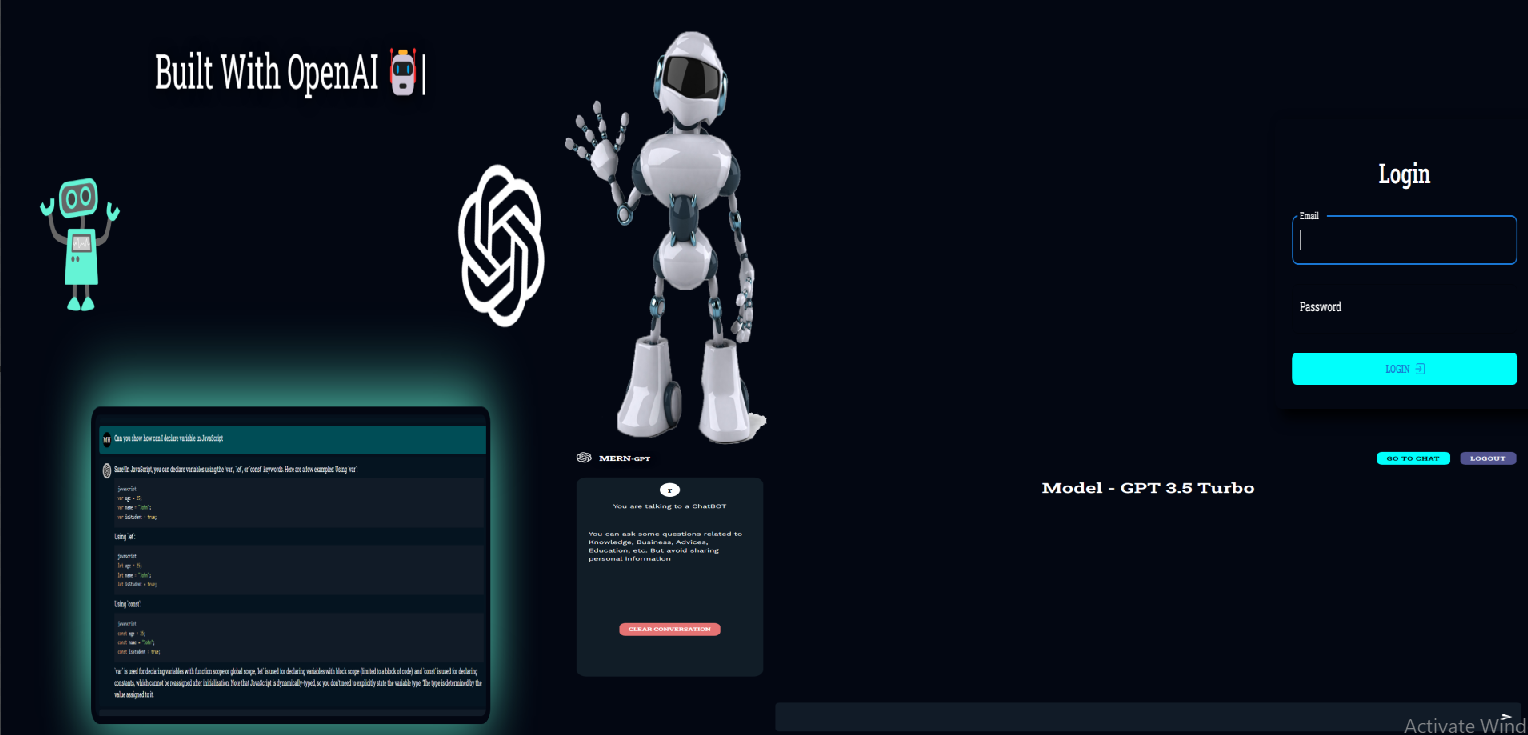 Built With OpenAI
Login
Email
Password
LOGIN
Can you show how can I declare variable in JavaScript
Sure! In JavaScript, you can declare variables using the 'var', 'let', or 'const' keywords. Here are a few examples: Using 'var'
javascript
var age = 25;
var name = "John";
var isStudent = true;
Using 'let':
javascript
let age = 25;
let name = "John";
let isStudent = true;
Using 'const'
javascript
const age = 25;
const name = "John";
const isStudent = true;
'var' is used for declaring variables with function scope or global scope, 'let' is used for declaring variables with block scope (limited to a block of code) and 'const' is used for declaring
constants, which cannot be reassigned after initialization. Note that JavaScript is dynamically-typed, so you don't need to explicitly state the variable type. The type is determined by the
value assigned to it
MERN-GPT
GO TO CHAT
LOGOUT
r
You are talking to a ChatBOT
You can ask some questions related to
Knowledge, Business, Advices,
Education, etc. But avoid sharing
personal information
CLEAR CONVERSATION
Model - GPT 3.5 Turbo
Activate Wind